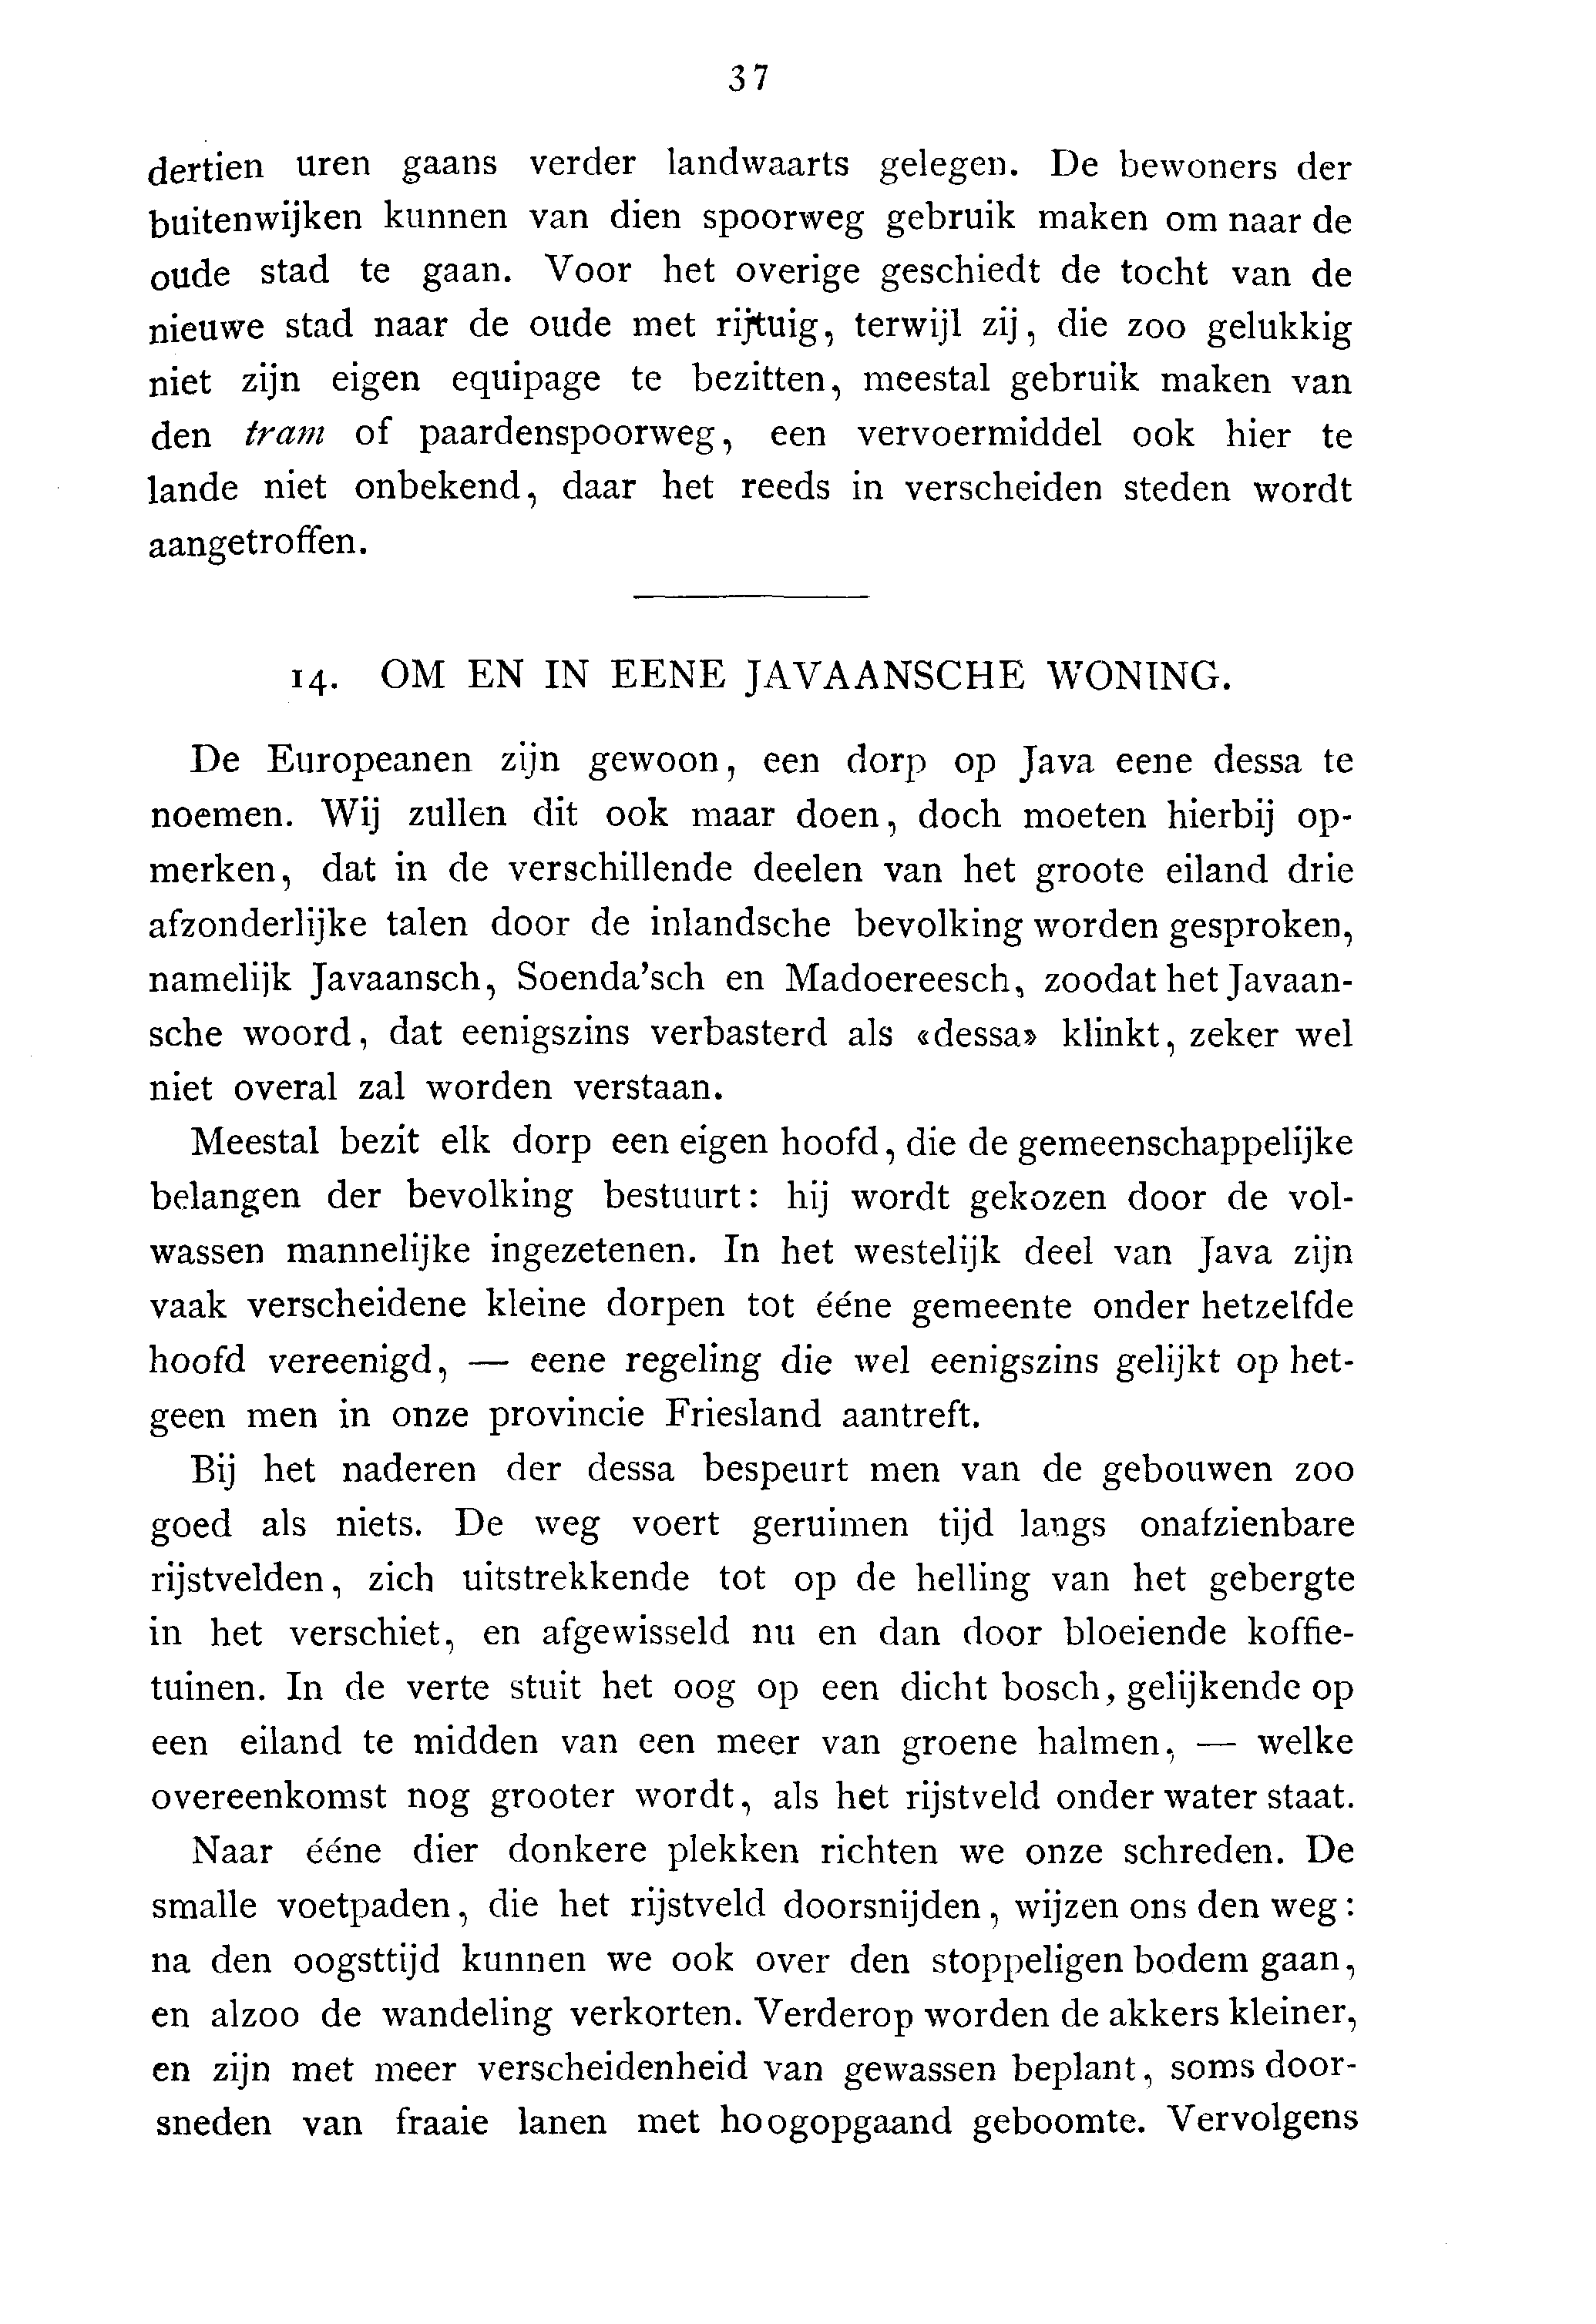 37
dertien uren gaans verder landwaarts gelegen. De bewoners der
buitenwijken kunnen van dien spoorweg gebruik maken om naar de
oude stad te gaan. Voor het overige geschiedt de tocht van de
nieuwe stad naar de oude met rijtuig, terwijl zij, die zoo gelukkig
niet zijn eigen equipage te bezitten, meestal gebruik maken van
den tram of paardenspoorweg, een vervoermiddel ook hier te
lande niet onbekend, daar het reeds in verscheiden steden wordt
aangetroffen.
14. OM EN IN EENE JAVAANSCHE WONING.
De Europeanen zijn gewoon, een dorp op Java eene dessa te
noemen. Wij zullen dit ook maar doen, doch moeten hierbij op-
merken, dat in de verschillende deelen van het groote eiland drie
afzonderlijke talen door de inlandsche bevolking worden gesproken,
namelijk Javaansch, Soenda'sch en Madoereesch, zoodat het Javaan-
sche woord, dat eenigszins verbasterd als «dessa» klinkt, zeker wel
niet overal zal worden verstaan.
Meestal bezit elk dorp een eigen hoofd, die de gemeenschappelijke
belangen der bevolking bestuurt: hij wordt gekozen door de vol-
wassen mannelijke ingezetenen. In het westelijk deel van Java zijn
vaak verscheidene kleine dorpen tot ééne gemeente onder hetzelfde
hoofd vereenigd, — eene regeling die wel eenigszins gelijkt op het-
geen men in onze provincie Friesland aantreft.
Bij het naderen der dessa bespeurt men van de gebouwen zoo
goed als niets. De weg voert geruimen tijd langs onafzienbare
rijstvelden, zich uitstrekkende tot op de helling van het gebergte
in het verschiet, en afgewisseld nu en dan door bloeiende koffie-
tuinen. In de verte stuit het oog op een dicht bosch, gelijkende op
een eiland te midden van een meer van groene halmen, — welke
overeenkomst nog grooter wordt, als het rijstveld onder water staat.
Naar ééne dier donkere plekken richten we onze schreden. De
smalle voetpaden, die het rijstveld doorsnijden, wijzen ons den weg:
na den oogsttijd kunnen we ook over den stoppeligen bodem gaan,
en alzoo de wandeling verkorten. Verderop worden de akkers kleiner,
en zijn met meer verscheidenheid van gewassen beplant, soms door-
sneden van fraaie lanen met hoogopgaand geboomte. Vervolgens